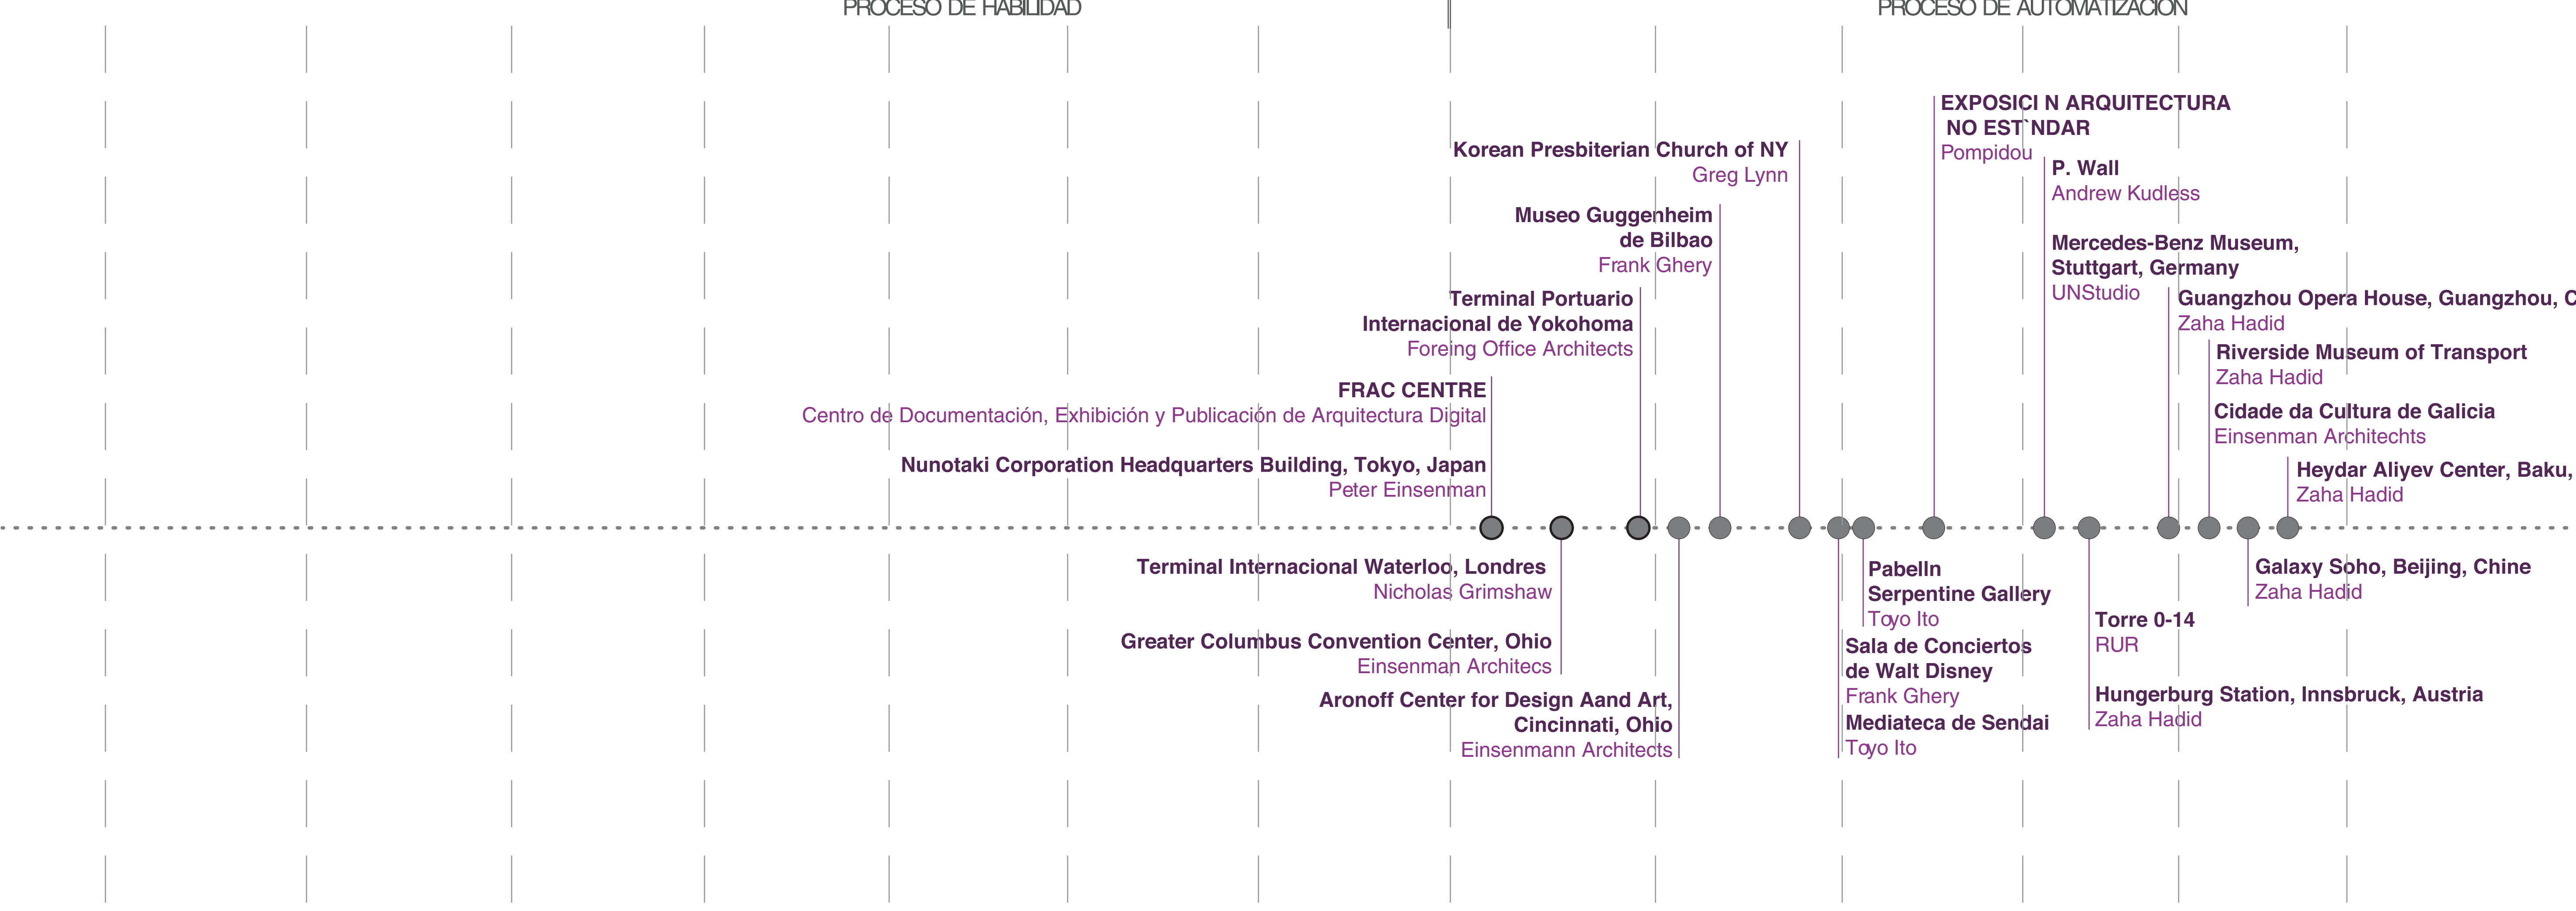 PROCESO DE HABILIDAD
PROCESO DE AUTOMATIZACION
EXPOSICI N ARQUITECTURA
NO EST`NDAR
Pompidou
Korean Presbiterian Church of NY
Greg Lynn
P. Wall
Andrew Kudless
Museo Guggenheim
de Bilbao
Frank Ghery
Mercedes-Benz Museum,
Stuttgart, Germany
UNStudio
Terminal Portuario
Internacional de Yokohoma
Foreing Office Architects
Guangzhou Opera House, Guangzhou, C
Zaha Hadid
Riverside Museum of Transport
Zaha Hadid
FRAC CENTRE
Centro de Documentación, Exhibición y Publicación de Arquitectura Digital
Cidade da Cultura de Galicia
Einsenman Architechts
Nunotaki Corporation Headquarters Building, Tokyo, Japan
Peter Einsenman
Heydar Aliyev Center, Baku,
Zaha Hadid
Terminal Internacional Waterloo, Londres
Nicholas Grimshaw
Pabelln
Serpentine Gallery
Toyo Ito
Galaxy Soho, Beijing, Chine
Zaha Hadid
Greater Columbus Convention Center, Ohio
Einsenman Architecs
Sala de Conciertos
de Walt Disney
Frank Ghery
Torre 0-14
RUR
Aronoff Center for Design Aand Art,
Cincinnati, Ohio
Einsenmann Architects
Mediateca de Sendai
Toyo Ito
Hungerburg Station, Innsbruck, Austria
Zaha Hadid